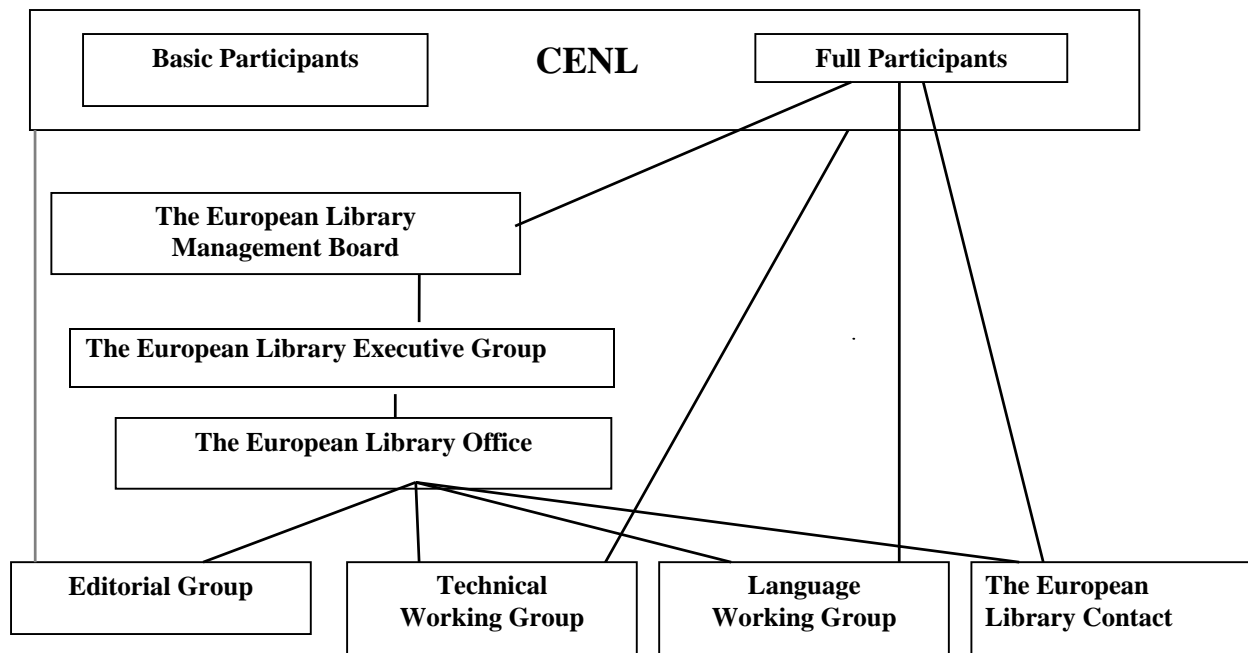 Basic Participants
CENL
Full Participants
The European Library
Management Board
The European Library Executive Group
The European Library Office
Editorial Group
Technical
Working Group
Language
Working Group
The European
Library Contact